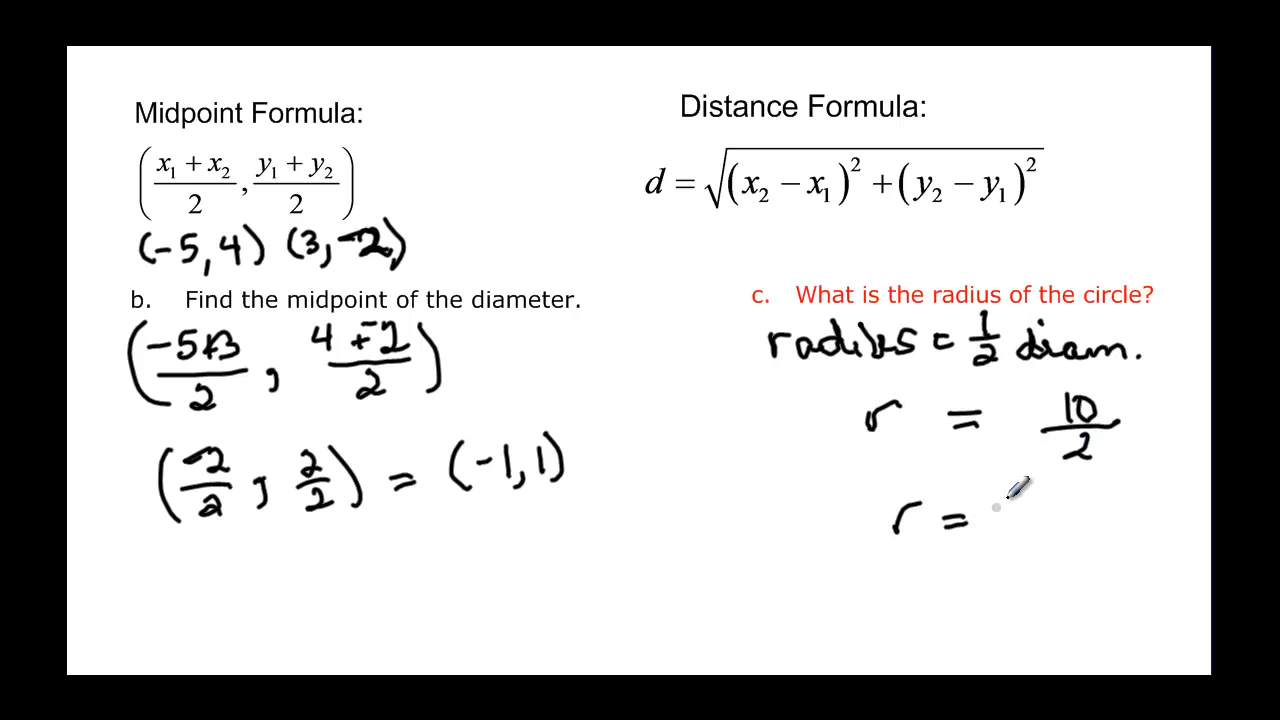 Midpoint Formula:
(x₁ + x₂ / 2 , y₁ + y₂ / 2)
(-5, 4) (3, -2)
b. Find the midpoint of the diameter.
(-5+3 / 2 , 4 + -2 / 2)
(-2 / 2 , 2 / 2) = (-1, 1)
Distance Formula:
d = √(x₂ − x₁)² + (y₂ − y₁)²
c. What is the radius of the circle?
radius = 1/2 diam.
r = 10/2
r =